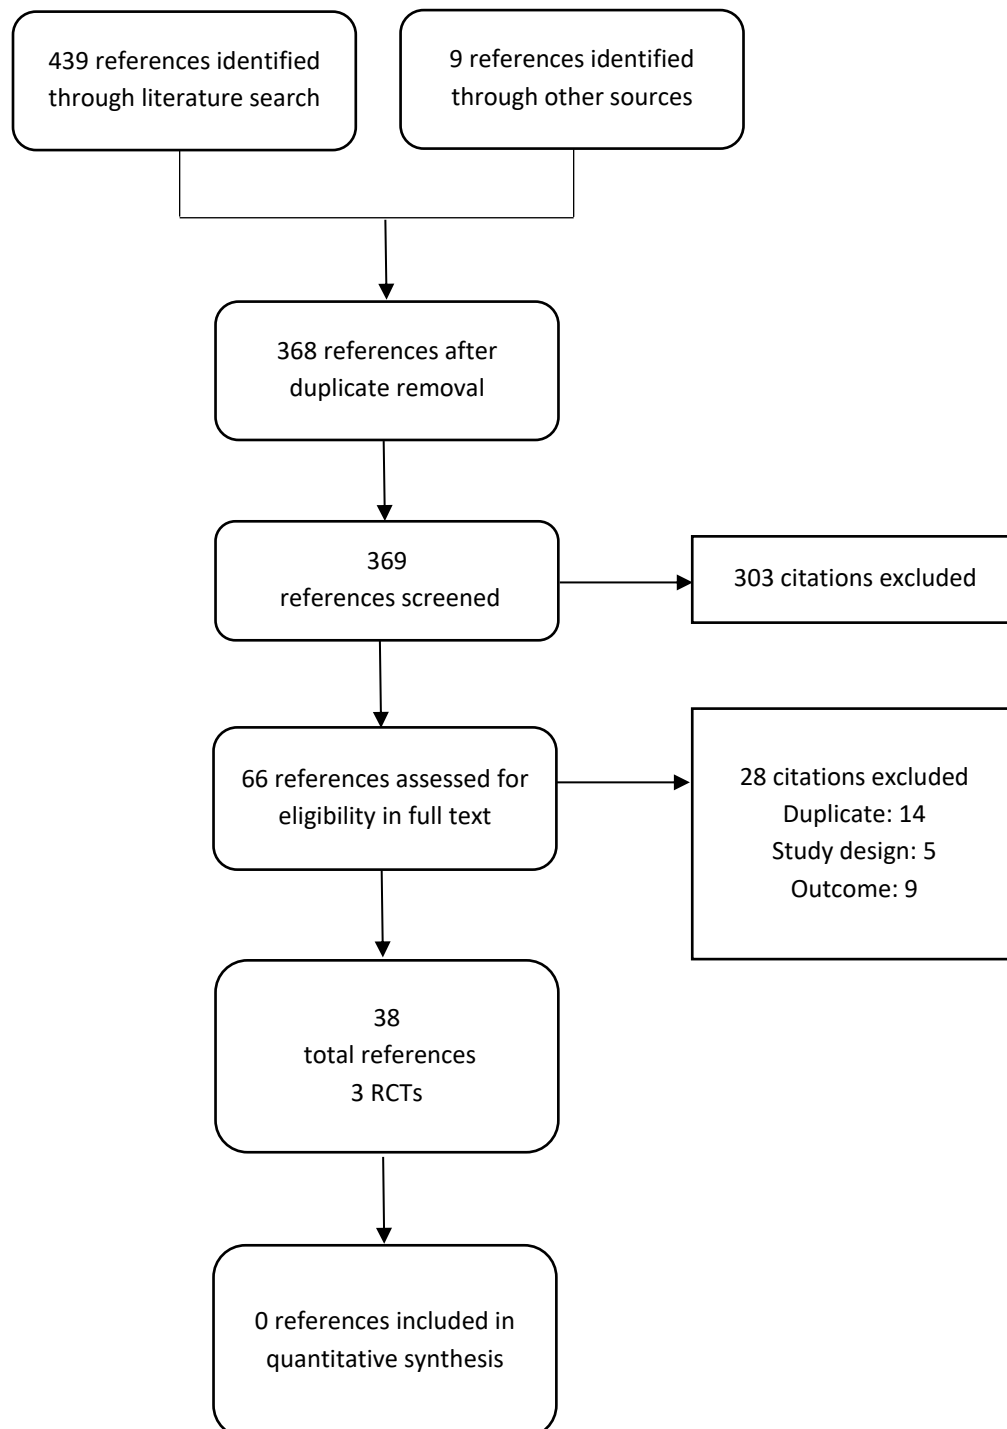 439 references identified
through literature search
9 references identified
through other sources
368 references after
duplicate removal
369
references screened
303 citations excluded
66 references assessed for
eligibility in full text
28 citations excluded
Duplicate: 14
Study design: 5
Outcome: 9
38
total references
3 RCTs
0 references included in
quantitative synthesis